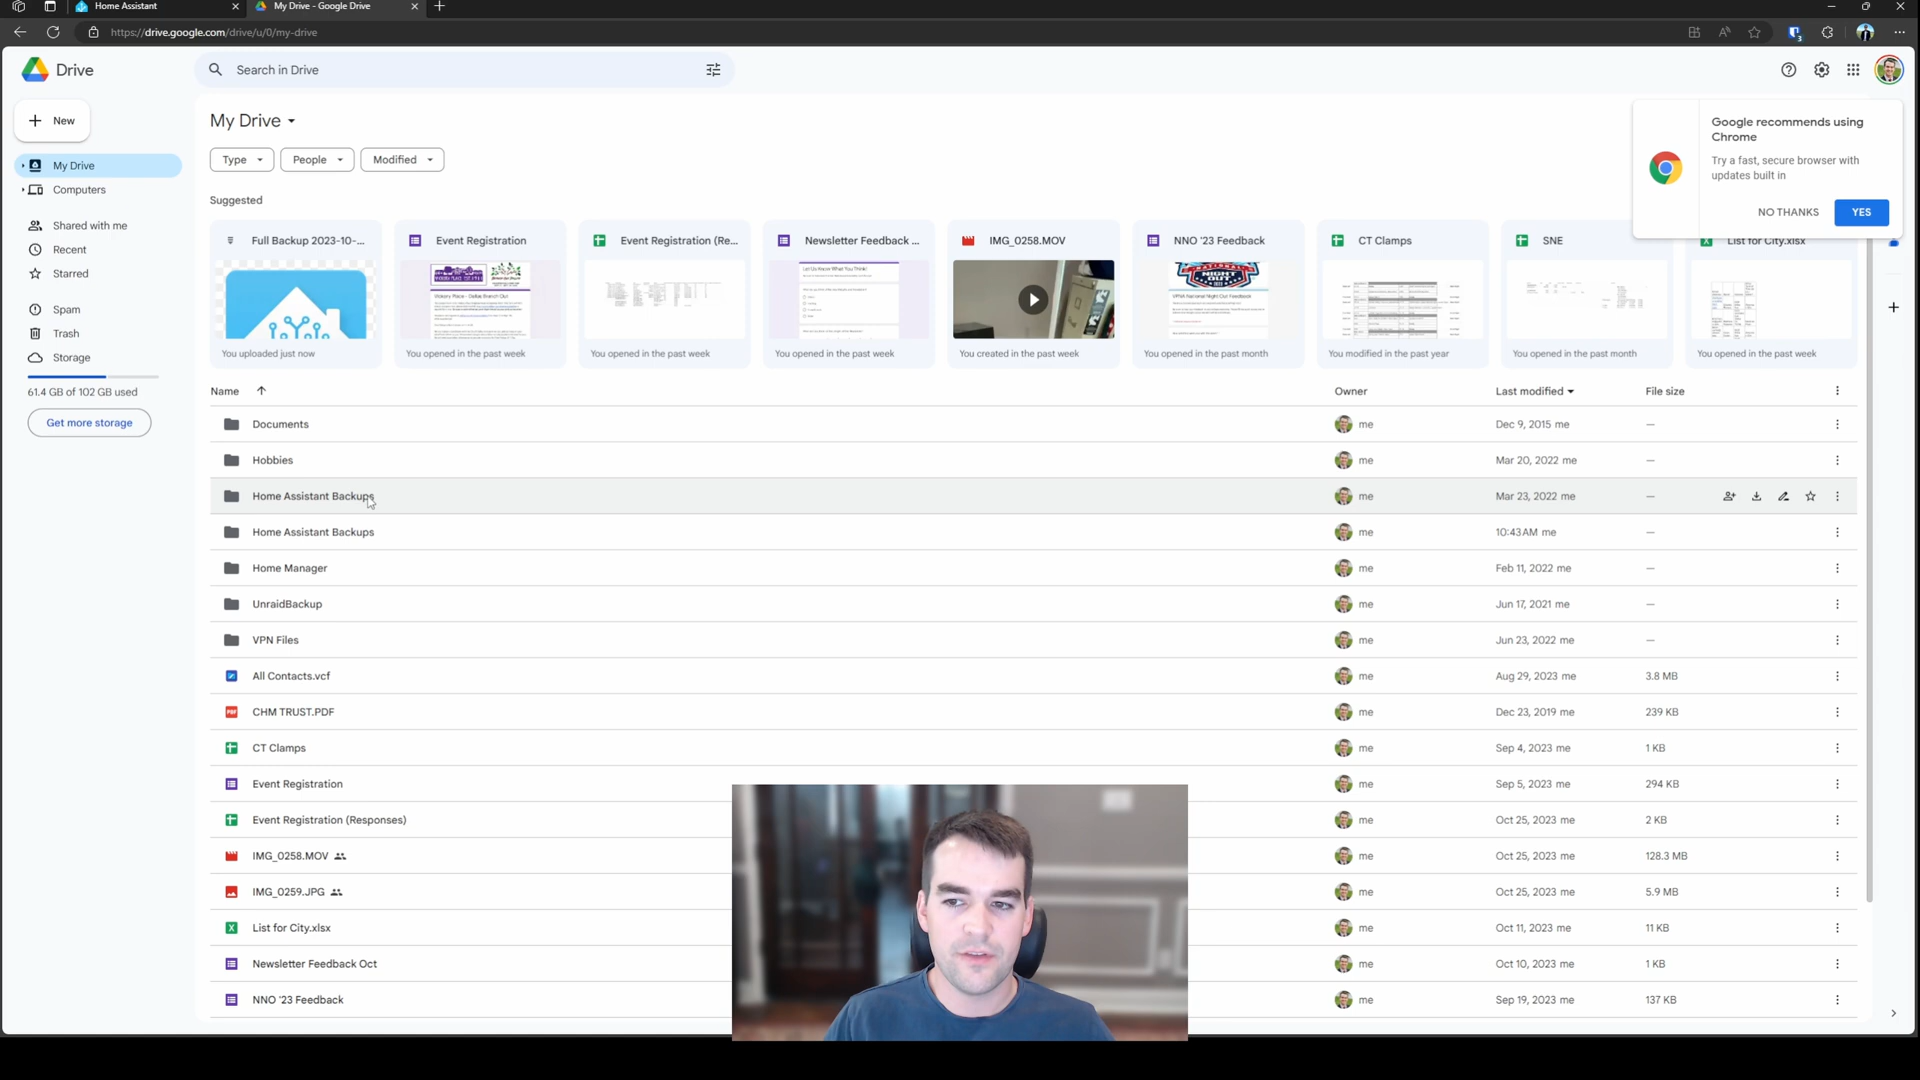 Home Assistant
My Drive - Google Drive
https://drive.google.com/drive/u/0/my-drive
Drive
Search in Drive
New
My Drive
Computers
Shared with me
Recent
Starred
Spam
Trash
Storage
61.4 GB of 102 GB used
Get more storage
My Drive
Type
People
Modified
Google recommends using
Chrome
Try a fast, secure browser with
updates built in
NO THANKS
YES
Suggested
Full Backup 2023-10-...
Event Registration
Event Registration (Re...
Newsletter Feedback ...
IMG_0258.MOV
NNO '23 Feedback
CT Clamps
SNE
List for City.xlsx
Let Us Know What You Think!
You uploaded just now
You opened in the past week
You opened in the past week
You opened in the past week
You created in the past week
You opened in the past month
You modified in the past year
You opened in the past month
You opened in the past week
Name Owner Last modified File size
Documents me Dec 9, 2015 me —
Hobbies me Mar 20, 2022 me —
Home Assistant Backups me Mar 23, 2022 me —
Home Assistant Backups me 10:43 AM me —
Home Manager me Feb 11, 2022 me —
UnraidBackup me Jun 17, 2021 me —
VPN Files me Jun 23, 2022 me —
All Contacts.vcf me Aug 29, 2023 me 3.8 MB
CHM TRUST.PDF me Dec 23, 2019 me 239 KB
CT Clamps me Sep 4, 2023 me 1 KB
Event Registration me Sep 5, 2023 me 294 KB
Event Registration (Responses) me Oct 25, 2023 me 2 KB
IMG_0258.MOV me Oct 25, 2023 me 128.3 MB
IMG_0259.JPG me Oct 25, 2023 me 5.9 MB
List for City.xlsx me Oct 11, 2023 me 11 KB
Newsletter Feedback Oct me Oct 10, 2023 me 1 KB
NNO '23 Feedback me Sep 19, 2023 me 137 KB